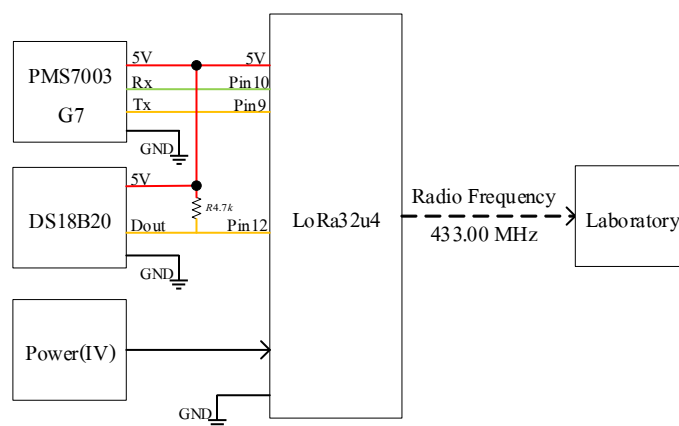 5V
5V
PMS7003
G7
Rx
Pin10
Tx
Pin9
GND
5V
DS18B20
R4.7k
Dout
Pin12
GND
LoRa32u4
Radio Frequency
433.00 MHz
Laboratory
Power(IV)
GND